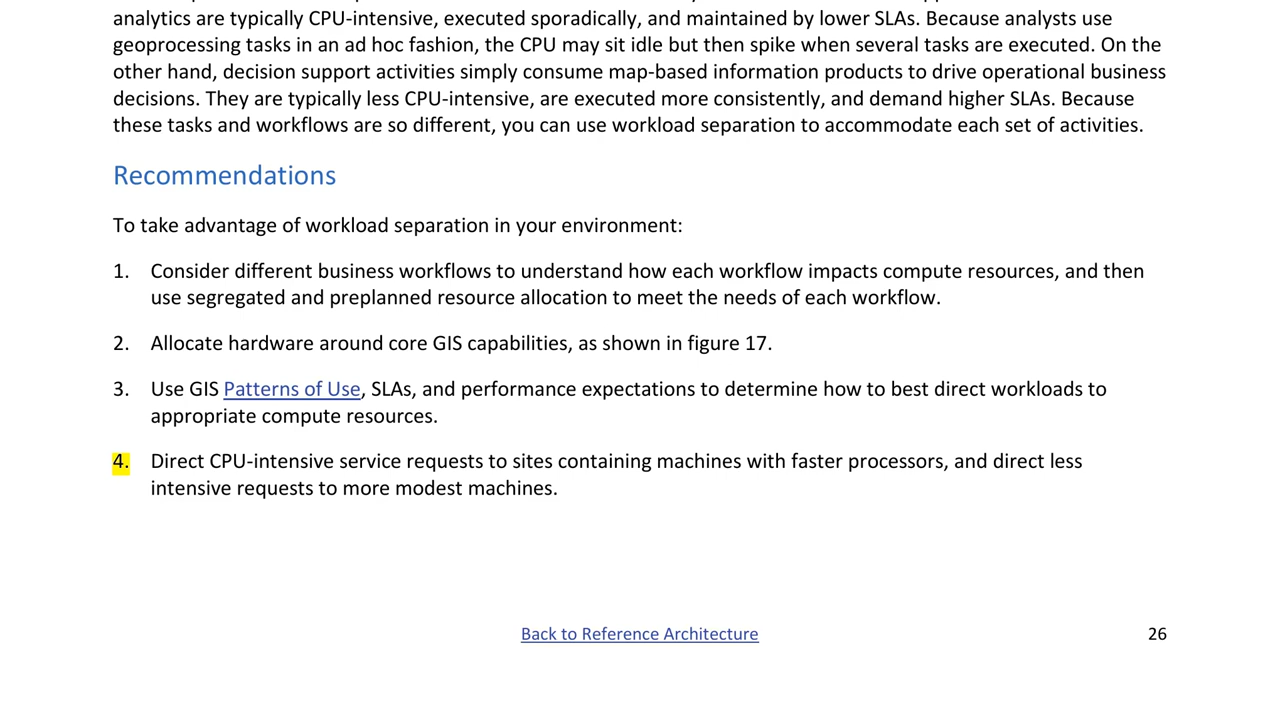 analytics are typically CPU-intensive, executed sporadically, and maintained by lower SLAs. Because analysts use
geoprocessing tasks in an ad hoc fashion, the CPU may sit idle but then spike when several tasks are executed. On the
other hand, decision support activities simply consume map-based information products to drive operational business
decisions. They are typically less CPU-intensive, are executed more consistently, and demand higher SLAs. Because
these tasks and workflows are so different, you can use workload separation to accommodate each set of activities.
Recommendations
To take advantage of workload separation in your environment:
1. Consider different business workflows to understand how each workflow impacts compute resources, and then
use segregated and preplanned resource allocation to meet the needs of each workflow.
2. Allocate hardware around core GIS capabilities, as shown in figure 17.
3. Use GIS Patterns of Use, SLAs, and performance expectations to determine how to best direct workloads to
appropriate compute resources.
4. Direct CPU-intensive service requests to sites containing machines with faster processors, and direct less
intensive requests to more modest machines.
Back to Reference Architecture 26